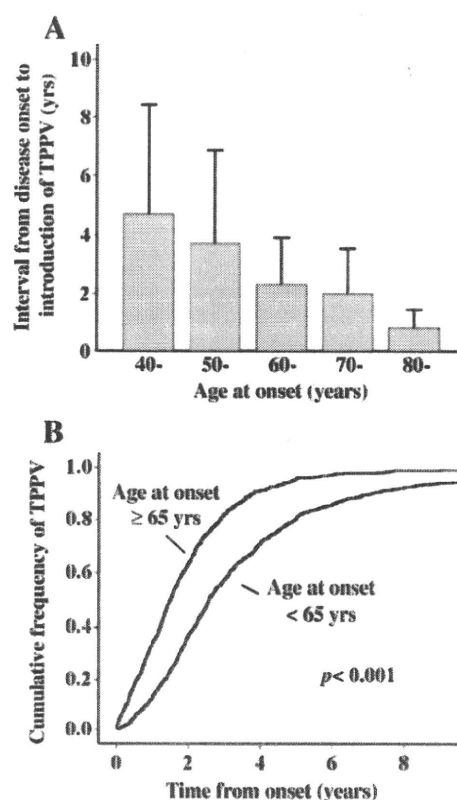 A
Interval from disease onset to
introduction of TPPV (yrs)
10
8
6
4
2
0
40- 50- 60- 70- 80-
Age at onset (years)
B
Cumulative frequency of TPPV
1.0
0.8
0.6
0.4
0.2
0.0
Age at onset
≥ 65 yrs
Age at onset
< 65 yrs
p< 0.001
0 2 4 6 8
Time from onset (years)